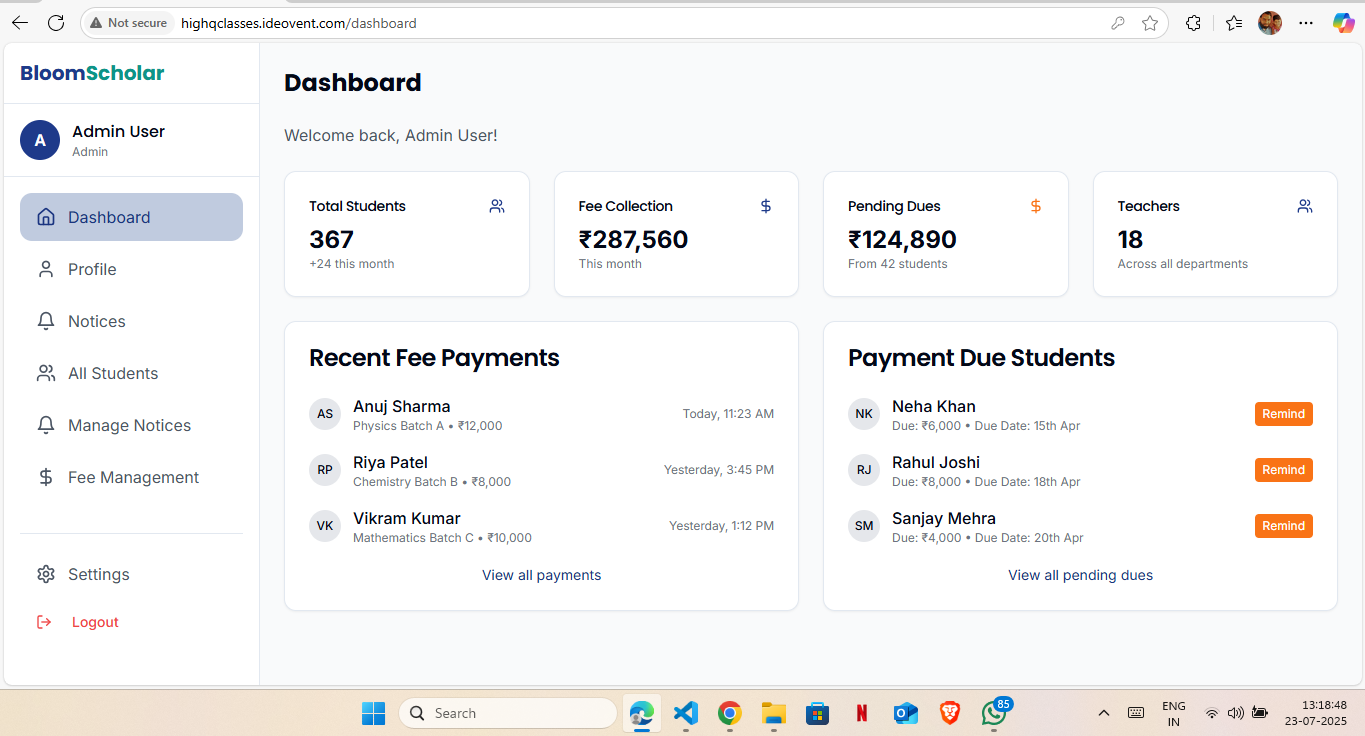 Not secure highqclasses.ideovent.com/dashboard
BloomScholar
A
Admin User
Admin
Dashboard
Profile
Notices
All Students
Manage Notices
Fee Management
Settings
Logout
Dashboard
Welcome back, Admin User!
Total Students
367
+24 this month
Fee Collection
₹287,560
This month
Pending Dues
₹124,890
From 42 students
Teachers
18
Across all departments
Recent Fee Payments
AS
Anuj Sharma
Physics Batch A • ₹12,000
Today, 11:23 AM
RP
Riya Patel
Chemistry Batch B • ₹8,000
Yesterday, 3:45 PM
VK
Vikram Kumar
Mathematics Batch C • ₹10,000
Yesterday, 1:12 PM
View all payments
Payment Due Students
NK
Neha Khan
Due: ₹6,000 • Due Date: 15th Apr
Remind
RJ
Rahul Joshi
Due: ₹8,000 • Due Date: 18th Apr
Remind
SM
Sanjay Mehra
Due: ₹4,000 • Due Date: 20th Apr
Remind
View all pending dues
Search
85
ENG
IN
13:18:48
23-07-2025